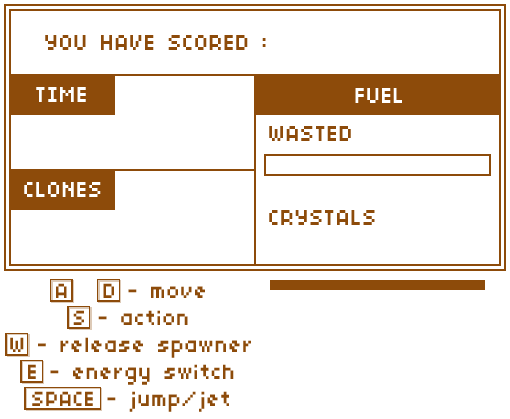 YOU HAVE SCORED :
TIME
FUEL
WASTED
CLONES
CRYSTALS
A D - move
S - action
W - release spawner
E - energy switch
SPACE - jump/jet